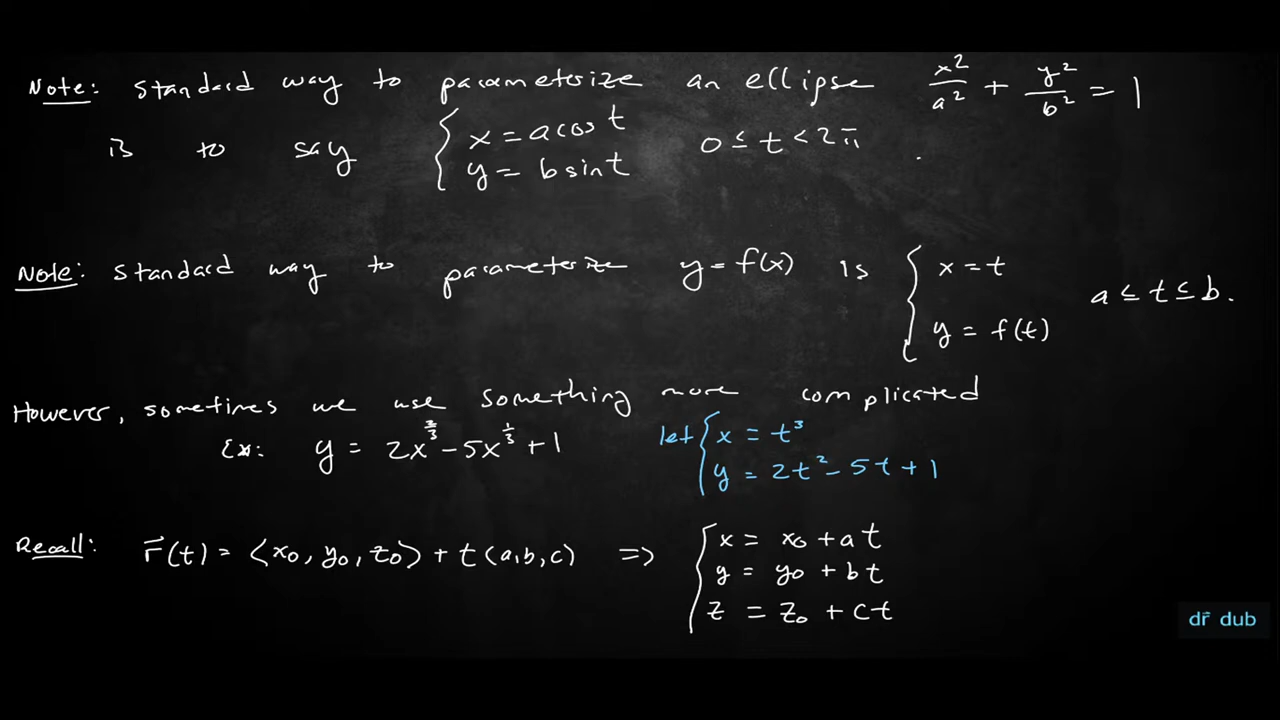 Note: standard way to parameterize an ellipse x²/a² + y²/b² = 1
is to say { x = a cos t
y = b sin t 0 ≤ t < 2π .
Note: standard way to parameterize y = f(x) is { x = t
y = f(t) a ≤ t ≤ b.
However, sometimes we use something more complicated
Ex: y = 2x^(2/3) - 5x^(1/3) + 1 let { x = t³
y = 2t² - 5t + 1
Recall: r⃗(t) = ⟨x₀, y₀, z₀⟩ + t⟨a,b,c⟩ ⇒ { x = x₀ + at
y = y₀ + bt
z = z₀ + ct
dr⃗ dub